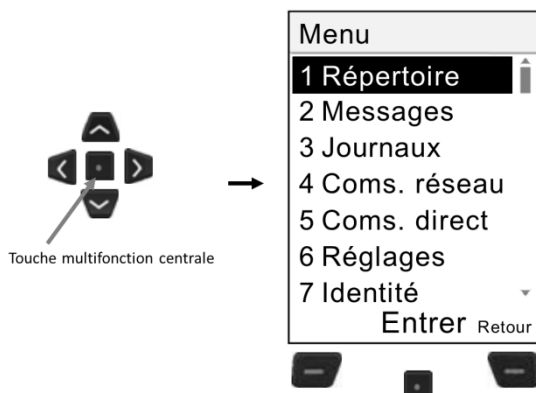 Touche multifonction centrale
Menu
1 Répertoire
2 Messages
3 Journaux
4 Coms. réseau
5 Coms. direct
6 Réglages
7 Identité
Entrer Retour